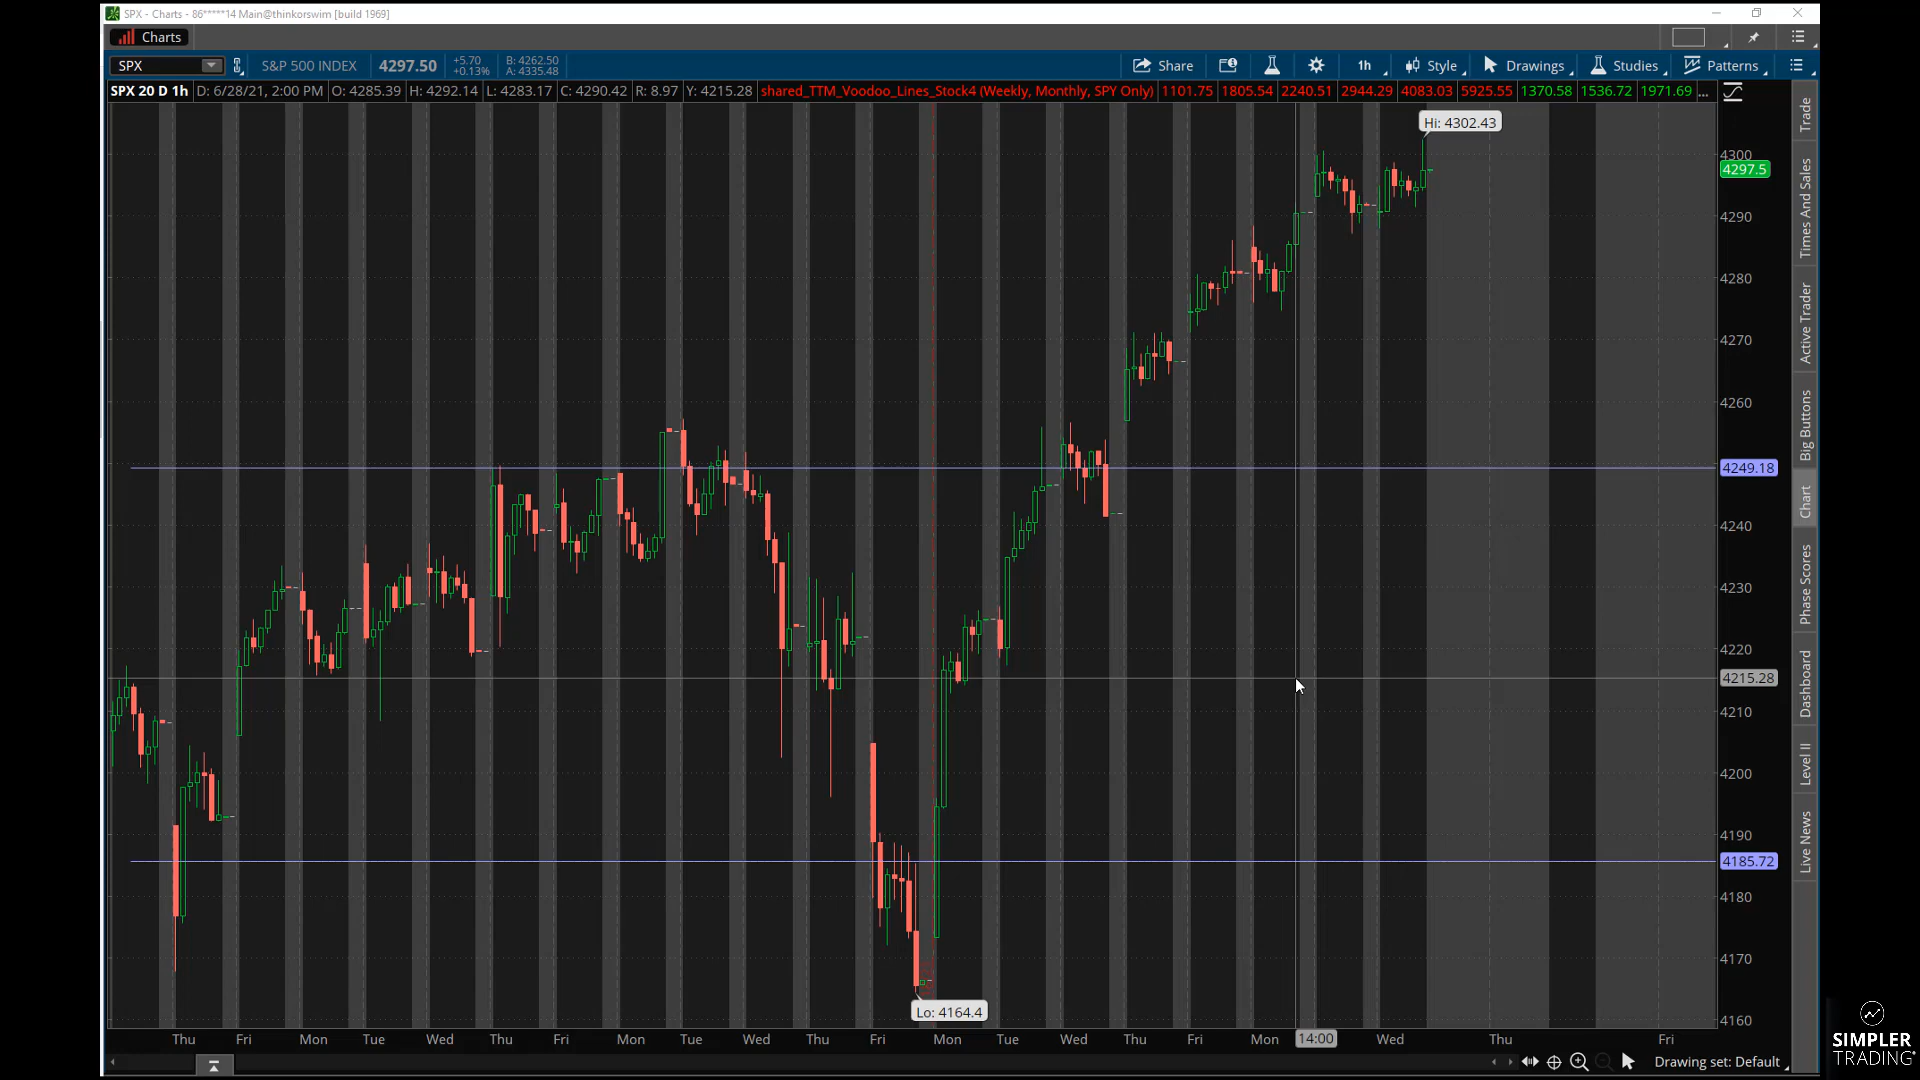 SPX - Charts - 86*****14 Main@thinkorswim [build 1969]
Charts
SPX S&P 500 INDEX 4297.50 +5.70 +0.13% B: 4262.50 A: 4335.48 Share 1h Style Drawings Studies Patterns
SPX 20 D 1h D: 6/28/21, 2:00 PM O: 4285.39 H: 4292.14 L: 4283.17 C: 4290.42 R: 8.97 Y: 4215.28 shared_TTM_Voodoo_Lines_Stock4 (Weekly, Monthly, SPY Only) 1101.75 1805.54 2240.51 2944.29 4083.03 5925.55 1370.58 1536.72 1971.69 ...
Hi: 4302.43
4300
4297.5
4290
4280
4270
4260
4249.18
4240
4230
4220
4215.28
4210
4200
4190
4185.72
4180
4170
Lo: 4164.4
4160
Thu Fri Mon Tue Wed Thu Fri Mon Tue Wed Thu Fri Mon Tue Wed Thu Fri Mon 14:00 Wed Thu Fri
Drawing set: Default
Trade
Times And Sales
Active Trader
Big Buttons
Chart
Phase Scores
Dashboard
Level II
Live News
SIMPLER
TRADING